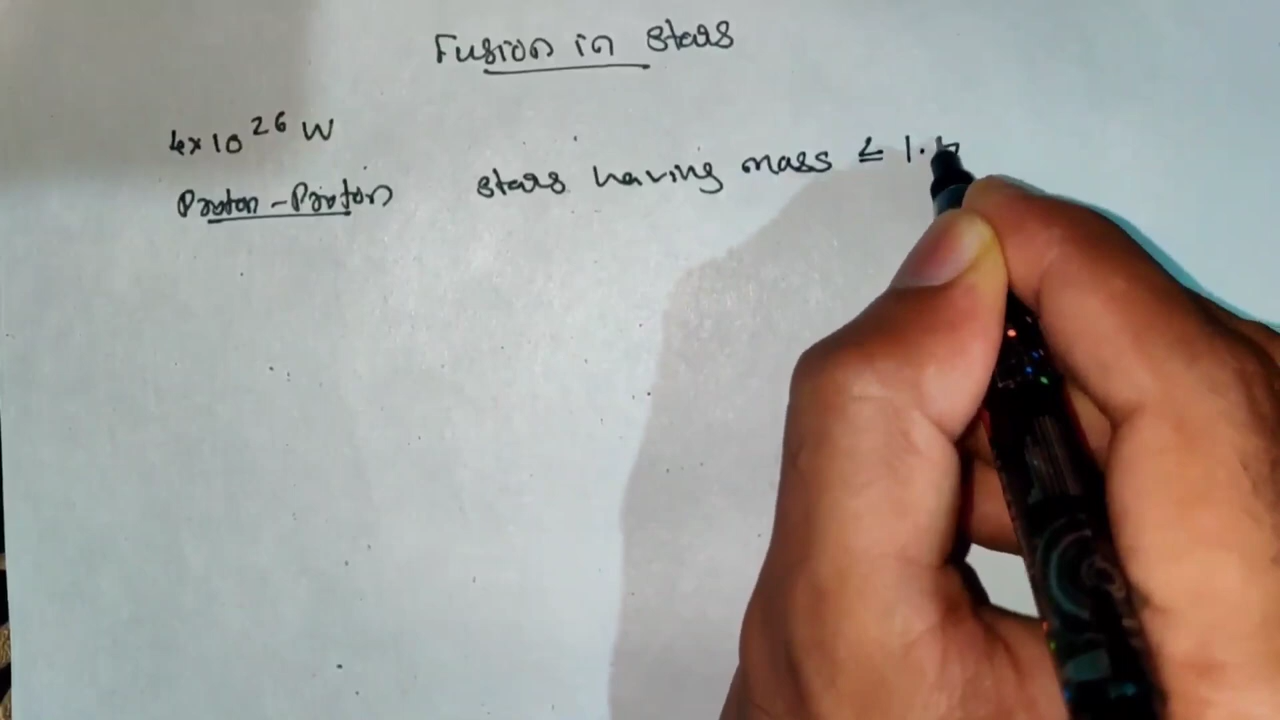 Fusion in stars
4×10²⁶ W
Proton-Proton stars having mass ≤ 1.